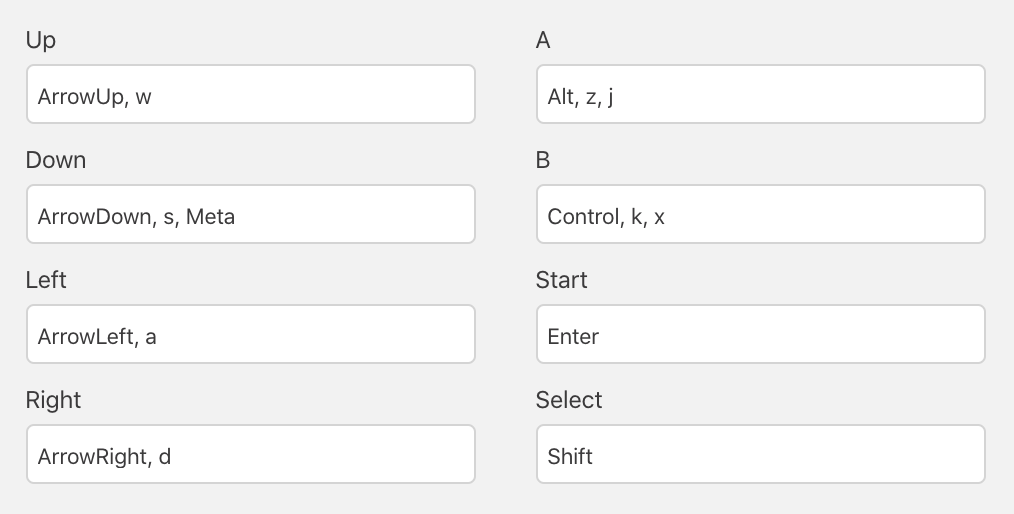 Up
ArrowUp, w
Down
ArrowDown, s, Meta
Left
ArrowLeft, a
Right
ArrowRight, d
A
Alt, z, j
B
Control, k, x
Start
Enter
Select
Shift